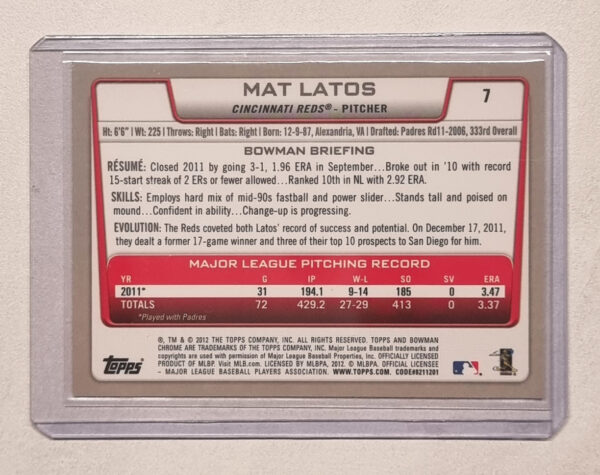 MAT LATOS
7
CINCINNATI REDS® - PITCHER
Ht: 6'6" | Wt: 225 | Throws: Right | Bats: Right | Born: 12-9-87, Alexandria, VA | Drafted: Padres Rd11-2006, 333rd Overall
BOWMAN BRIEFING
RÉSUMÉ: Closed 2011 by going 3-1, 1.96 ERA in September...Broke out in '10 with record
15-start streak of 2 ERs or fewer allowed...Ranked 10th in NL with 2.92 ERA.
SKILLS: Employs hard mix of mid-90s fastball and power slider...Stands tall and poised on
mound...Confident in ability...Change-up is progressing.
EVOLUTION: The Reds coveted both Latos' record of success and potential. On December 17, 2011,
they dealt a former 17-game winner and three of their top 10 prospects to San Diego for him.
MAJOR LEAGUE PITCHING RECORD
YR G IP W-L SO SV ERA
2011* 31 194.1 9-14 185 0 3.47
TOTALS 72 429.2 27-29 413 0 3.37
*Played with Padres
®, TM & © 2012 THE TOPPS COMPANY, INC. ALL RIGHTS RESERVED. TOPPS AND BOWMAN
CHROME ARE TRADEMARKS OF THE TOPPS COMPANY, INC. Major League Baseball trademarks and
copyrights are used with permission of Major League Baseball Properties, Inc. OFFICIALLY LICENSED
PRODUCT OF MLBP. Visit MLB.com. LICENSED BY MLBPA, 2012. © MLBPA. OFFICIAL LICENSEE
- MAJOR LEAGUE BASEBALL PLAYERS ASSOCIATION. WWW.TOPPS.COM. CODE#8211201
TOPPS